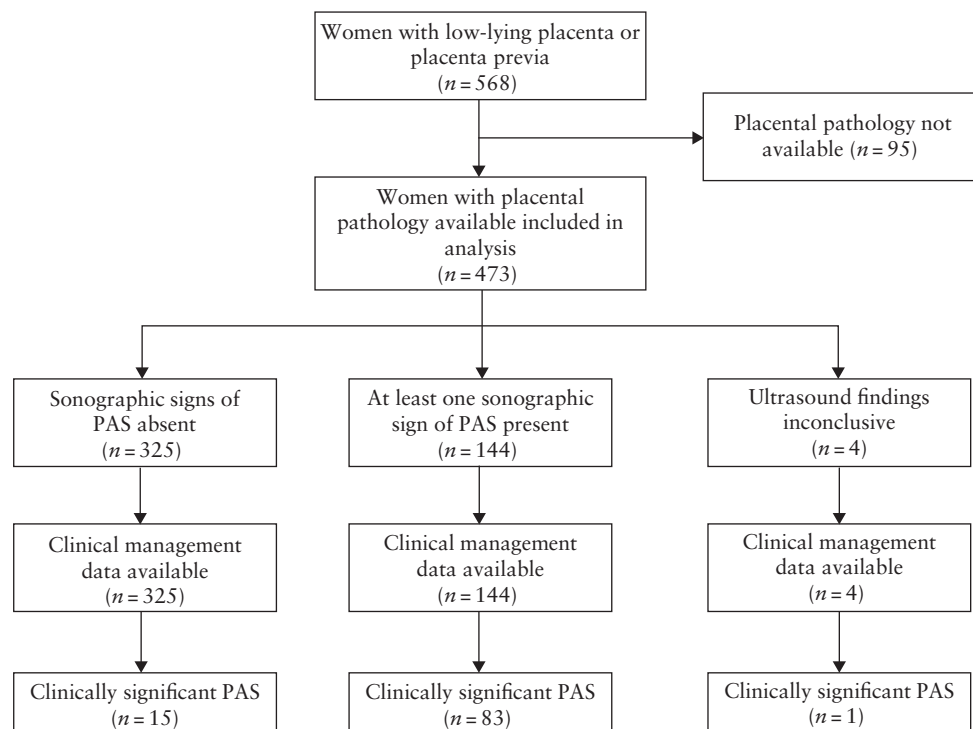 Women with low-lying placenta or
placenta previa
(n = 568)
Placental pathology not
available (n = 95)
Women with placental
pathology available included in
analysis
(n = 473)
Sonographic signs of
PAS absent
(n = 325)
At least one sonographic
sign of PAS present
(n = 144)
Ultrasound findings
inconclusive
(n = 4)
Clinical management
data available
(n = 325)
Clinical management
data available
(n = 144)
Clinical management
data available
(n = 4)
Clinically significant PAS
(n = 15)
Clinically significant PAS
(n = 83)
Clinically significant PAS
(n = 1)